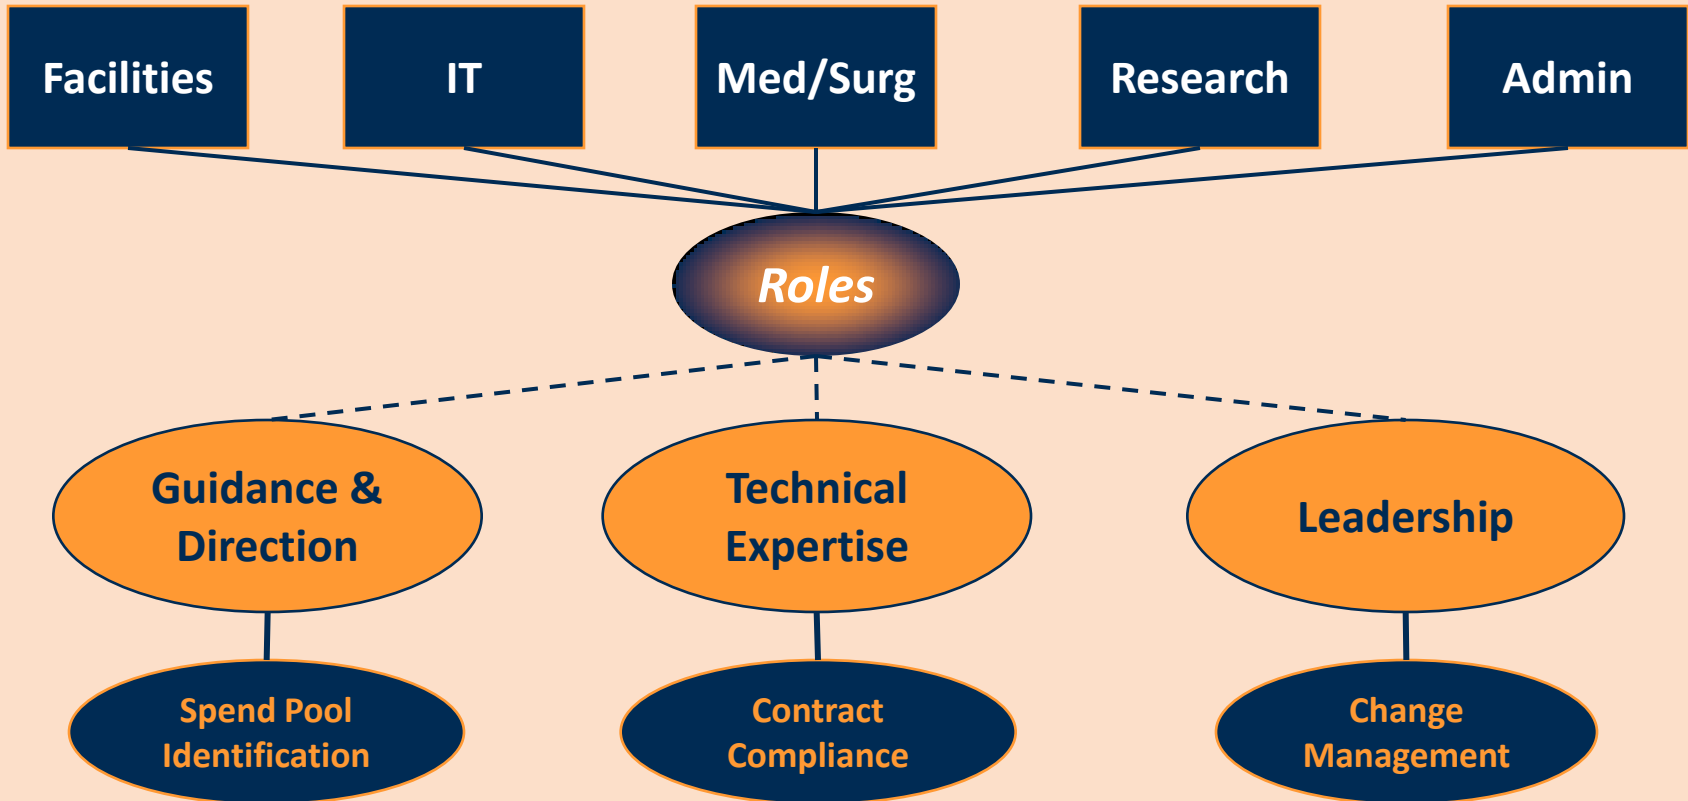 Facilities
IT
Med/Surg
Research
Admin
Roles
Guidance &
Direction
Technical
Expertise
Leadership
Spend Pool
Identification
Contract
Compliance
Change
Management